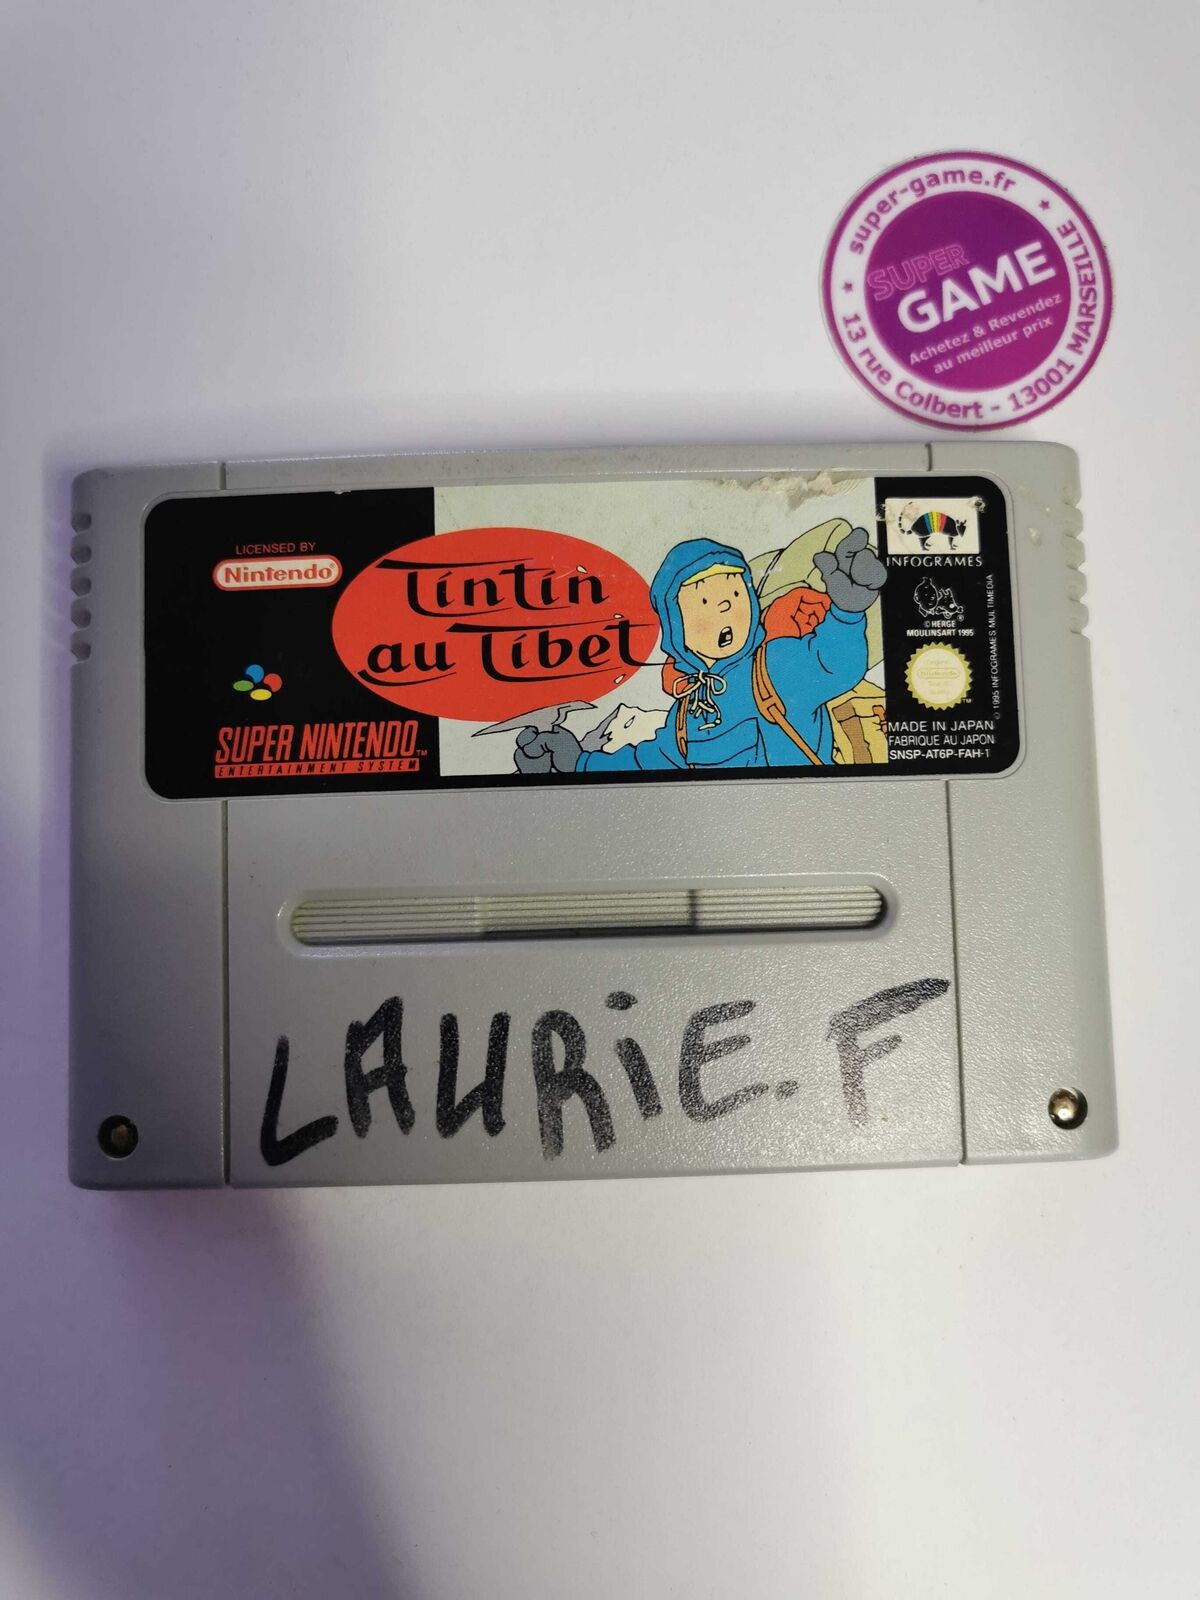 super-game.fr
SUPER
GAME
Achetez & Revendez
au meilleur prix
13 rue Colbert - 13001 MARSEILLE
LICENSED BY
Nintendo®
Tintin
au Tibet
SUPER NINTENDO™
ENTERTAINMENT SYSTEM
INFOGRAMES
© HERGE
MOULINSART 1995
© 1995 INFOGRAMES MULTIMEDIA
Nintendo
MADE IN JAPAN
FABRIQUE AU JAPON
SNSP-AT6P-FAH-1
LAURiE.F